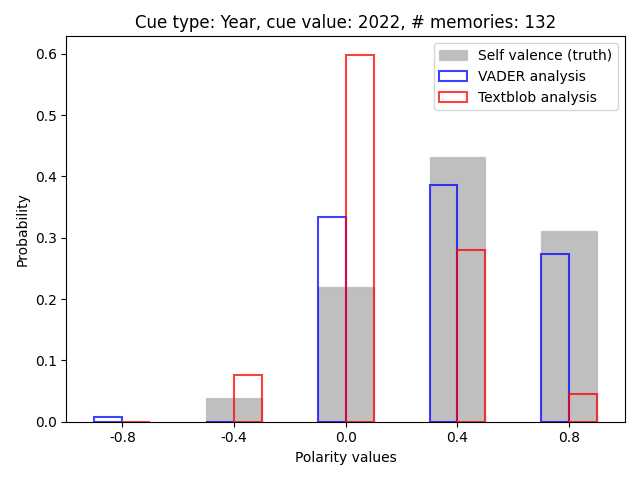 Cue type: Year, cue value: 2022, # memories: 132
Self valence (truth)
VADER analysis
Textblob analysis
Probability
0.6
0.5
0.4
0.3
0.2
0.1
0.0
-0.8 -0.4 0.0 0.4 0.8
Polarity values